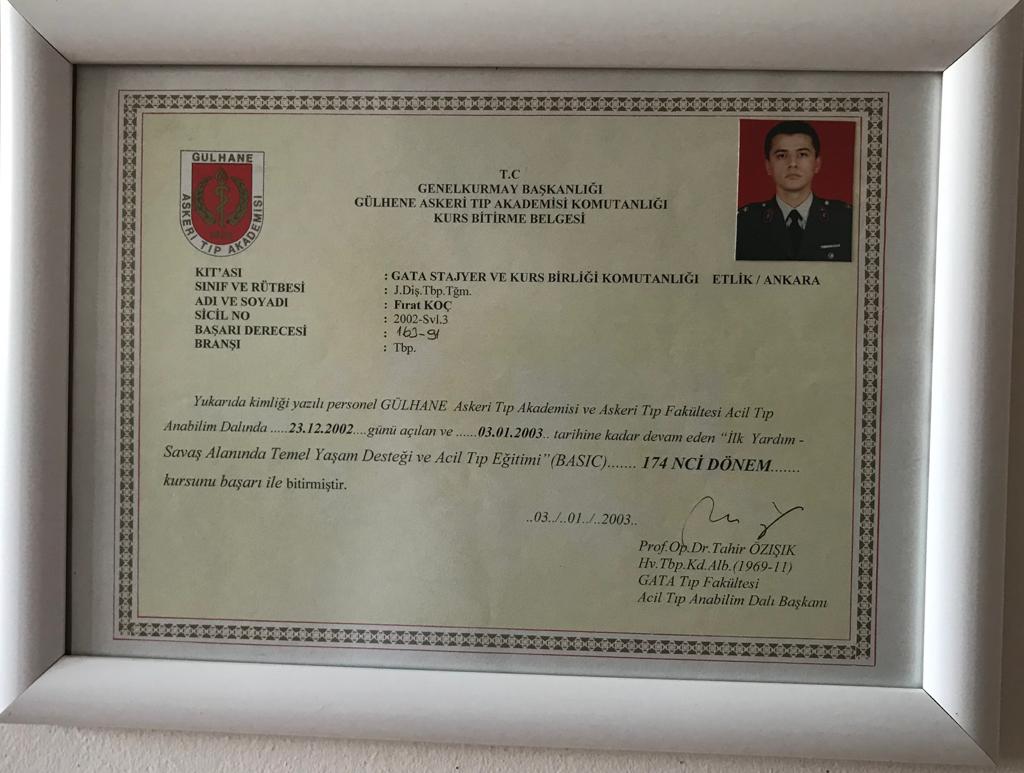 GÜLHANE
ASKERİ TIP AKADEMİSİ
T.C
GENELKURMAY BAŞKANLIĞI
GÜLHENE ASKERİ TIP AKADEMİSİ KOMUTANLIĞI
KURS BİTİRME BELGESİ
KIT'ASI : GATA STAJYER VE KURS BİRLİĞİ KOMUTANLIĞI ETLİK / ANKARA
SINIF VE RÜTBESİ : J.Diş.Tbp.Tğm.
ADI VE SOYADI : Fırat KOÇ
SİCİL NO : 2002-Svl.3
BAŞARI DERECESİ :
BRANŞI : Tbp.
Yukarıda kimliği yazılı personel GÜLHANE Askeri Tıp Akademisi ve Askeri Tıp Fakültesi Acil Tıp
Anabilim Dalında .....23.12.2002....günü açılan ve ......03.01.2003.. tarihine kadar devam eden "İlk Yardım -
Savaş Alanında Temel Yaşam Desteği ve Acil Tıp Eğitimi"(BASIC)....... 174 NCİ DÖNEM.......
kursunu başarı ile bitirmiştir.
..03../..01../..2003..
Prof.Op.Dr.Tahir ÖZIŞIK
Hv.Tbp.Kd.Alb.(1969-11)
GATA Tıp Fakültesi
Acil Tıp Anabilim Dalı Başkanı